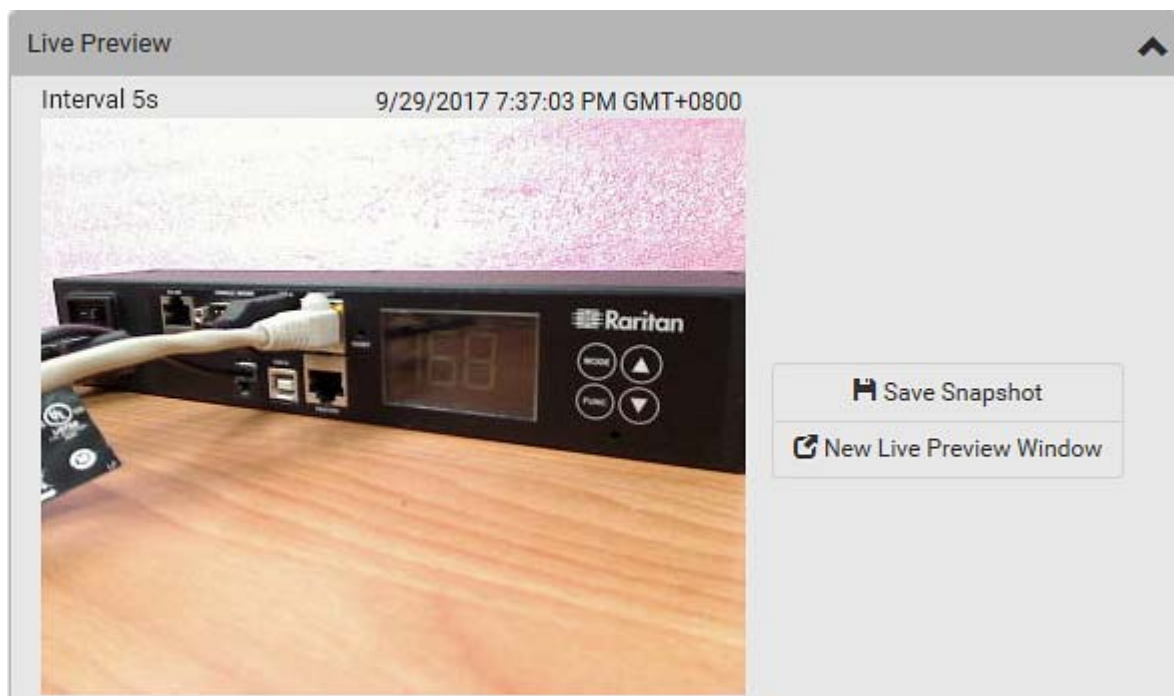 Live Preview
Interval 5s
9/29/2017 7:37:03 PM GMT+0800
Raritan
MODE
FUNC
Save Snapshot
New Live Preview Window